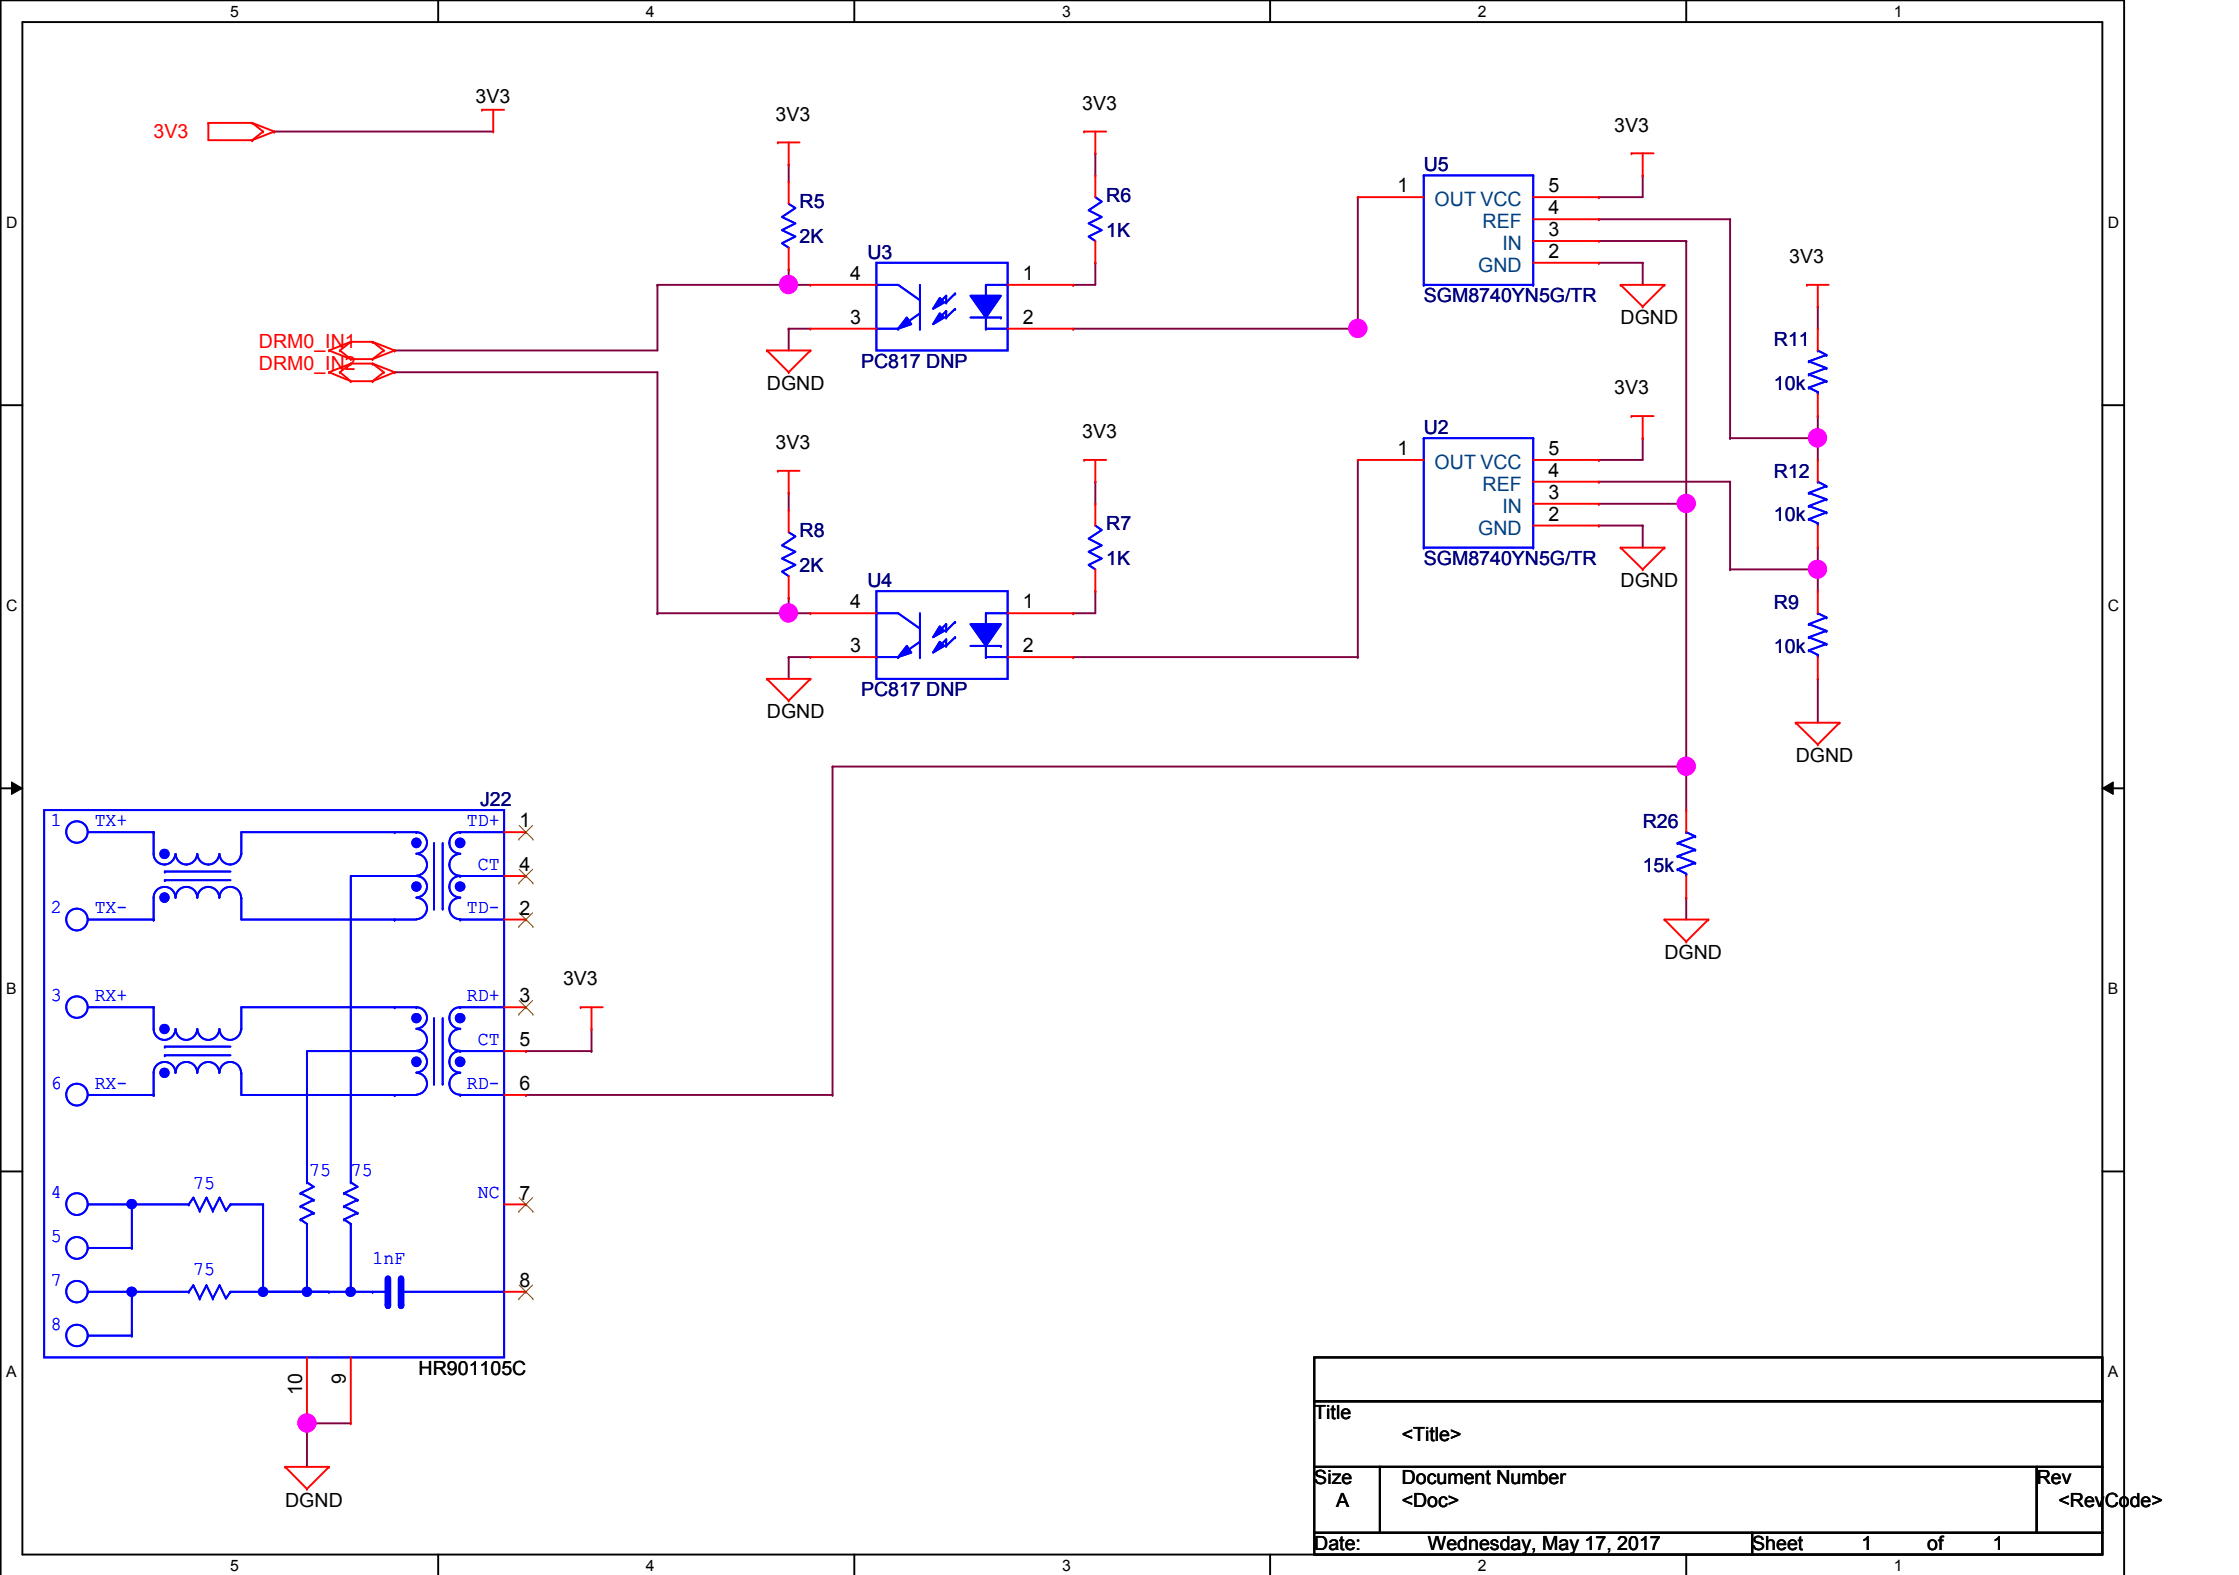 5 4 3 2 1
3V3
3V3
3V3
3V3
3V3
R5
2K
R6
1K
U3
4
3
1
2
PC817 DNP
DGND
DRM0_IN1
DRM0_IN2
U5
1
OUT VCC
REF
IN
GND
5
4
3
2
SGM8740YN5G/TR
DGND
3V3
R11
10k
R12
10k
R9
10k
DGND
D
D
3V3
3V3
3V3
R8
2K
R7
1K
U4
4
3
1
2
PC817 DNP
DGND
U2
1
OUT VCC
REF
IN
GND
5
4
3
2
SGM8740YN5G/TR
DGND
C
C
R26
15k
DGND
J22
1 TX+
TD+ 1
CT 4
2 TX-
TD- 2
3V3
3 RX+
RD+ 3
CT 5
6 RX-
RD- 6
B
B
75 75
4
75
NC 7
5
75
1nF
7
8
8
HR901105C
10
9
DGND
A
A
Title
<Title>
Size
A
Document Number
<Doc>
Rev
<RevCode>
Date: Wednesday, May 17, 2017 Sheet 1 of 1
5 4 3 2 1